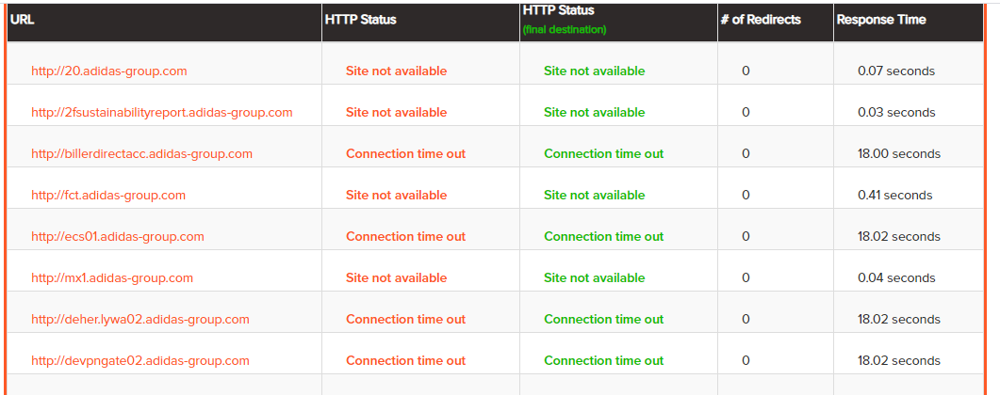 URL HTTP Status HTTP Status # of Redirects Response Time
(final destination)
http://20.adidas-group.com Site not available Site not available 0 0.07 seconds
http://2fsustainabilityreport.adidas-group.com Site not available Site not available 0 0.03 seconds
http://billerdirectacc.adidas-group.com Connection time out Connection time out 0 18.00 seconds
http://fct.adidas-group.com Site not available Site not available 0 0.41 seconds
http://ecs01.adidas-group.com Connection time out Connection time out 0 18.02 seconds
http://mx1.adidas-group.com Site not available Site not available 0 0.04 seconds
http://deher.lywa02.adidas-group.com Connection time out Connection time out 0 18.02 seconds
http://devpngate02.adidas-group.com Connection time out Connection time out 0 18.02 seconds